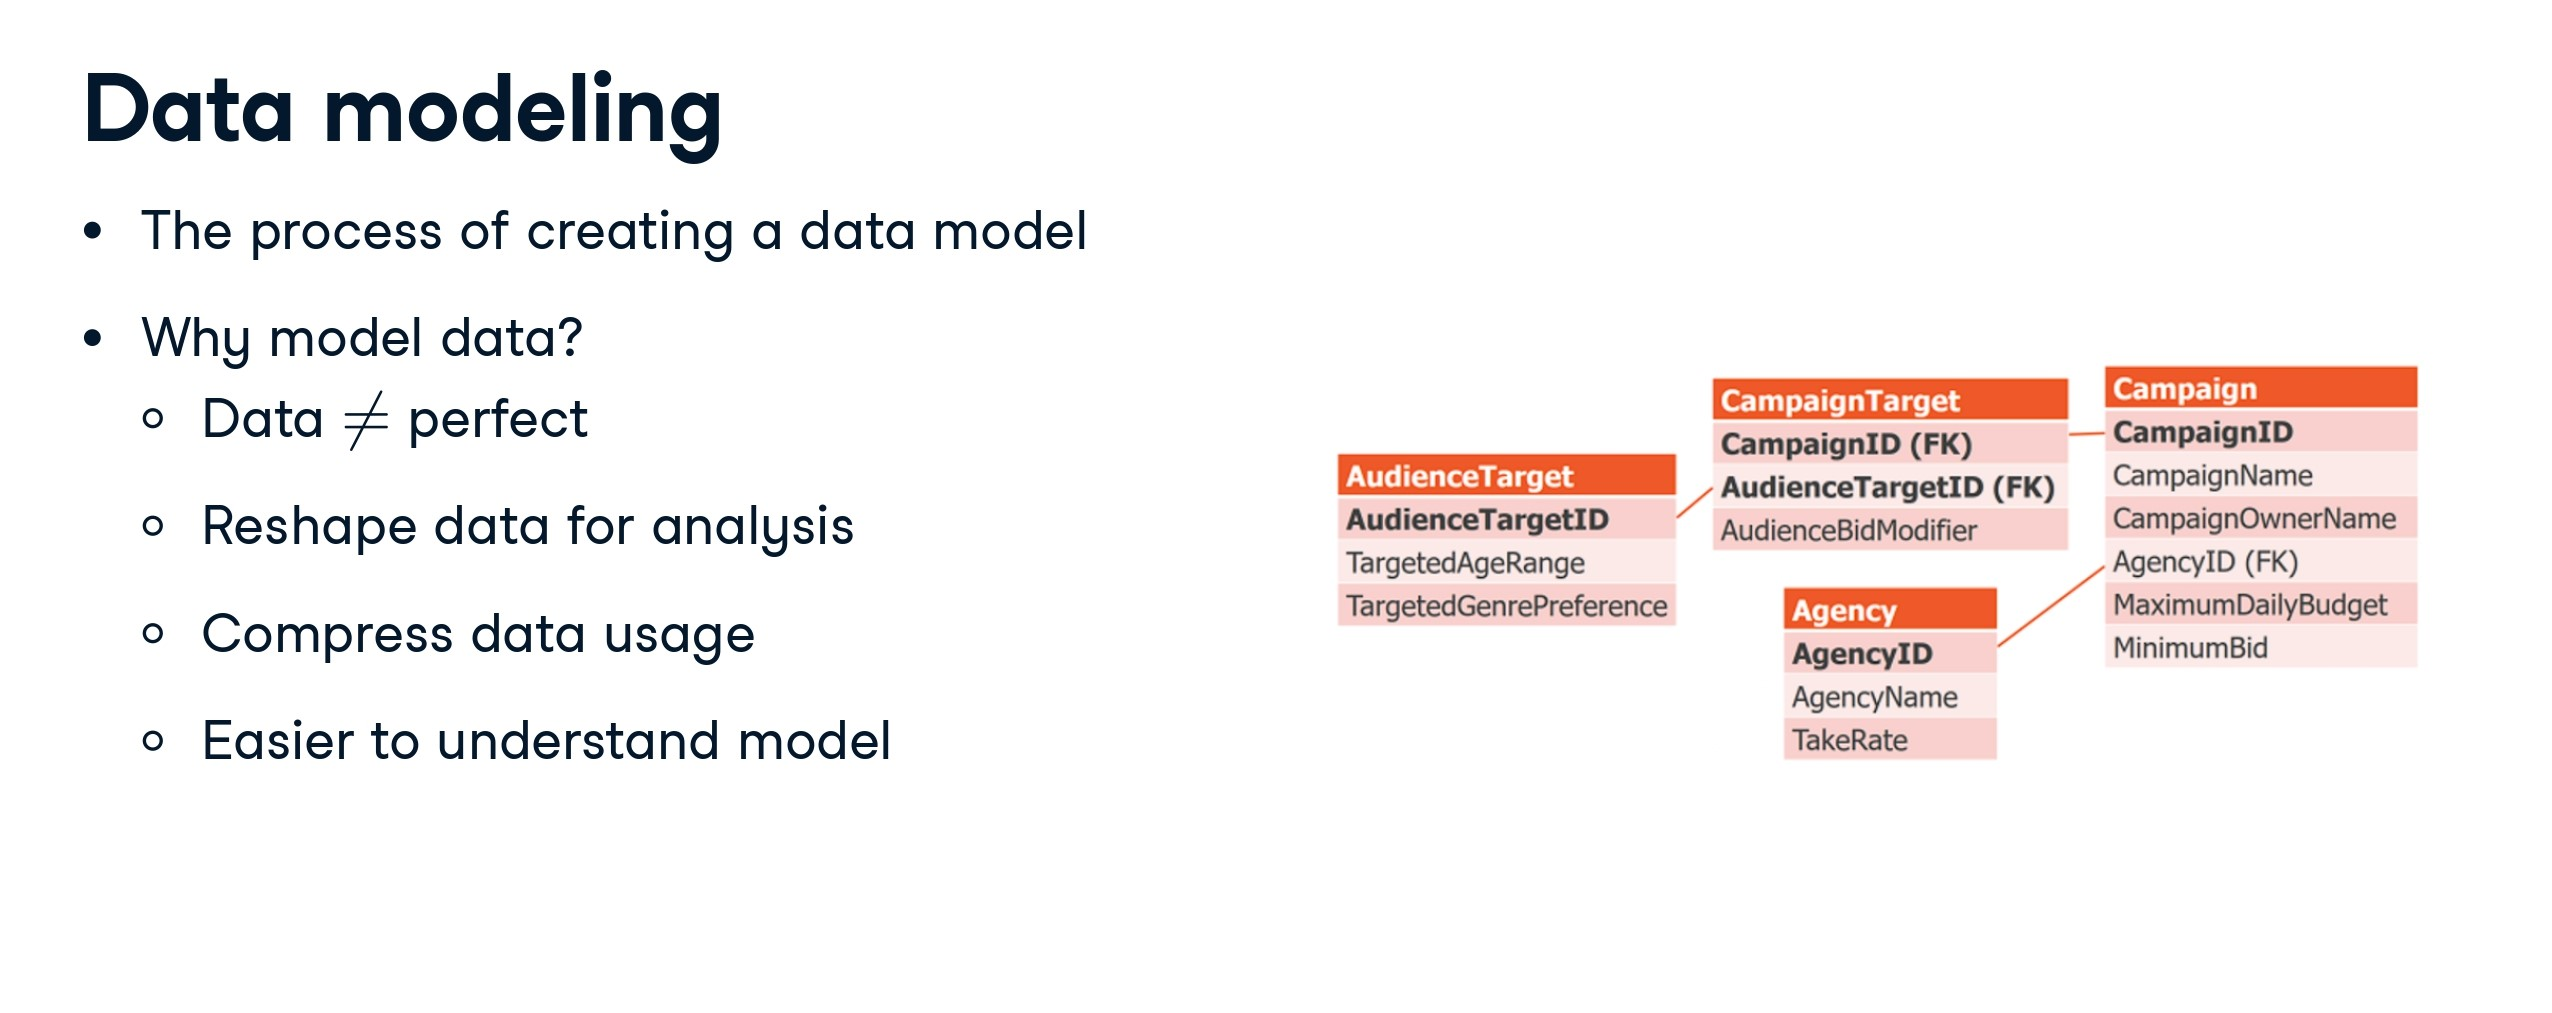 Data modeling
• The process of creating a data model
• Why model data?
○ Data ≠ perfect
○ Reshape data for analysis
○ Compress data usage
○ Easier to understand model
AudienceTarget
AudienceTargetID
TargetedAgeRange
TargetedGenrePreference
CampaignTarget
CampaignID (FK)
AudienceTargetID (FK)
AudienceBidModifier
Agency
AgencyID
AgencyName
TakeRate
Campaign
CampaignID
CampaignName
CampaignOwnerName
AgencyID (FK)
MaximumDailyBudget
MinimumBid